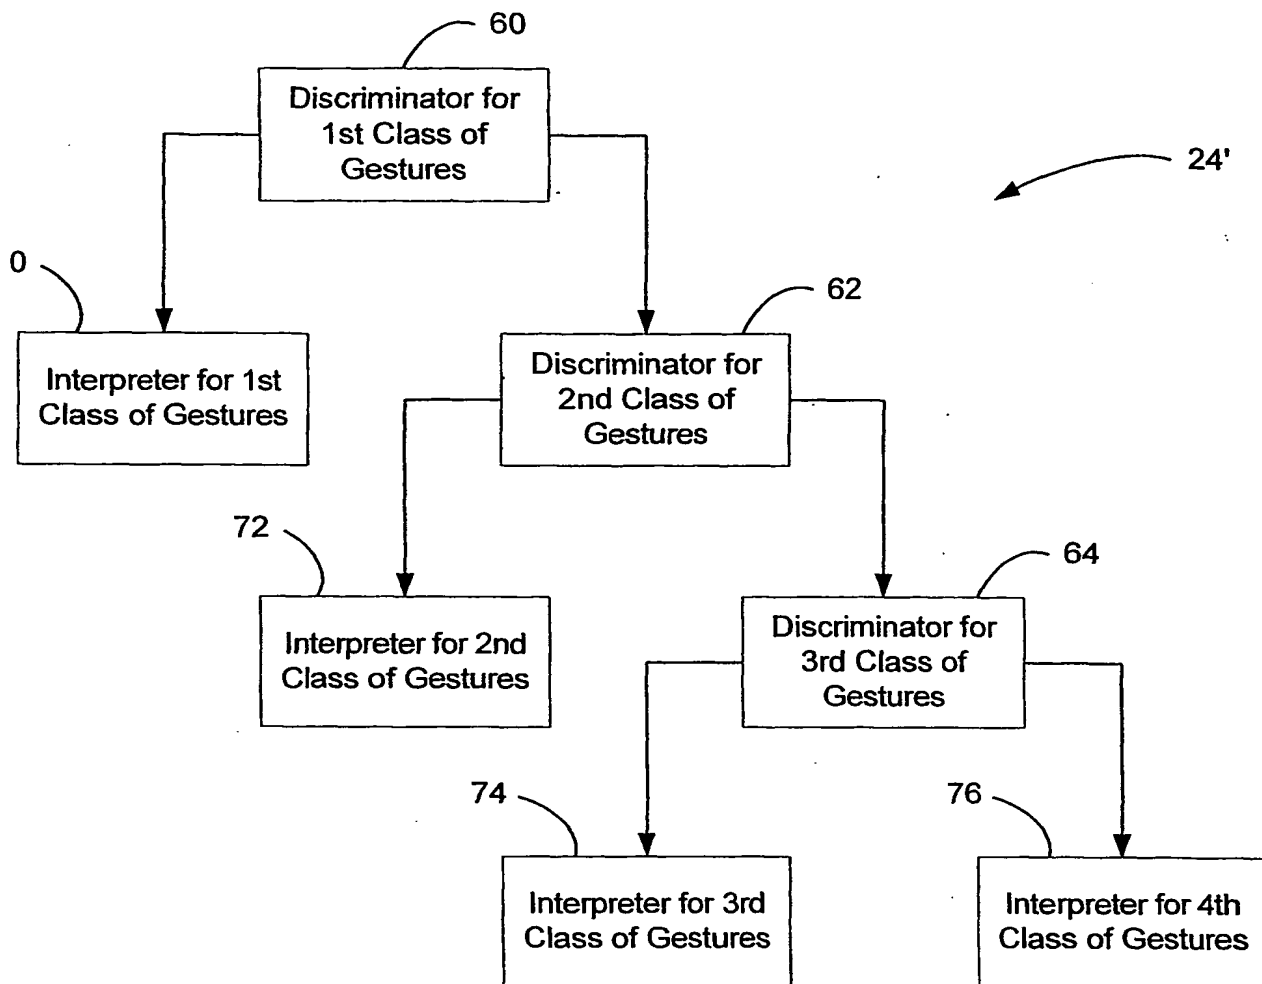 60
Discriminator for
1st Class of
Gestures
24'
0
Interpreter for 1st
Class of Gestures
62
Discriminator for
2nd Class of
Gestures
72
Interpreter for 2nd
Class of Gestures
64
Discriminator for
3rd Class of
Gestures
74
Interpreter for 3rd
Class of Gestures
76
Interpreter for 4th
Class of Gestures